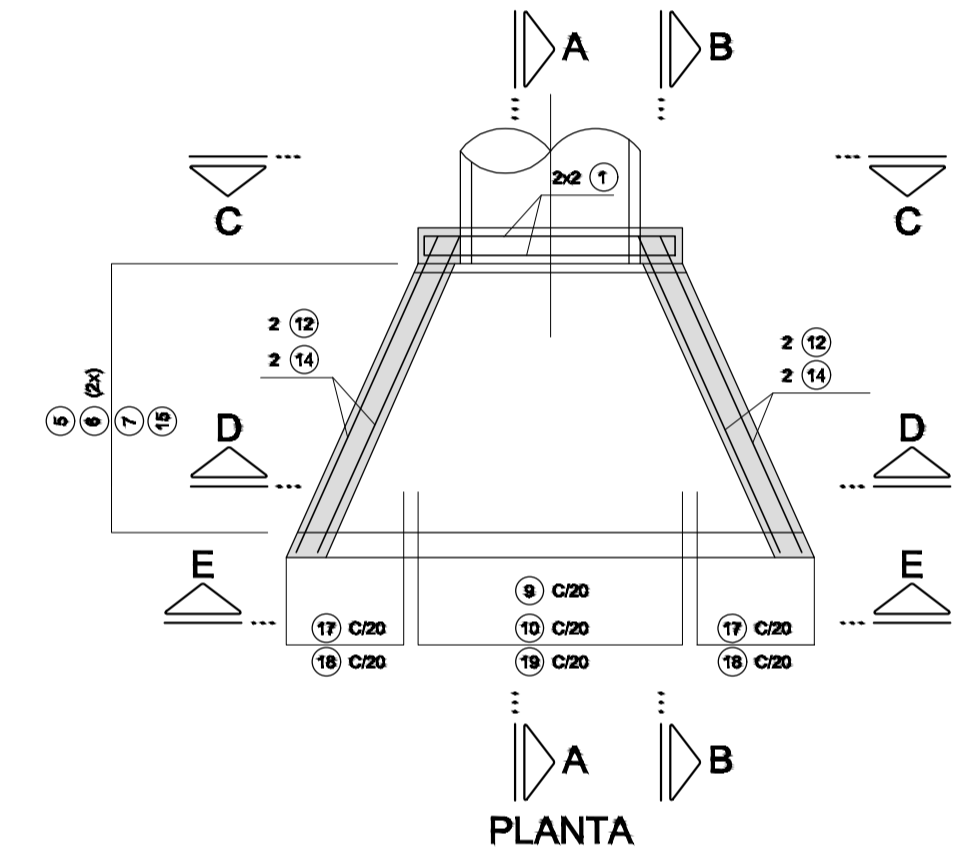 A B
C C
2x2 1
2 12
2 14
2 12
2 14
5 6 (2x) 7 15
D D
E E
9 C/20
17 C/20 10 C/20 17 C/20
18 C/20 19 C/20 18 C/20
A B
PLANTA